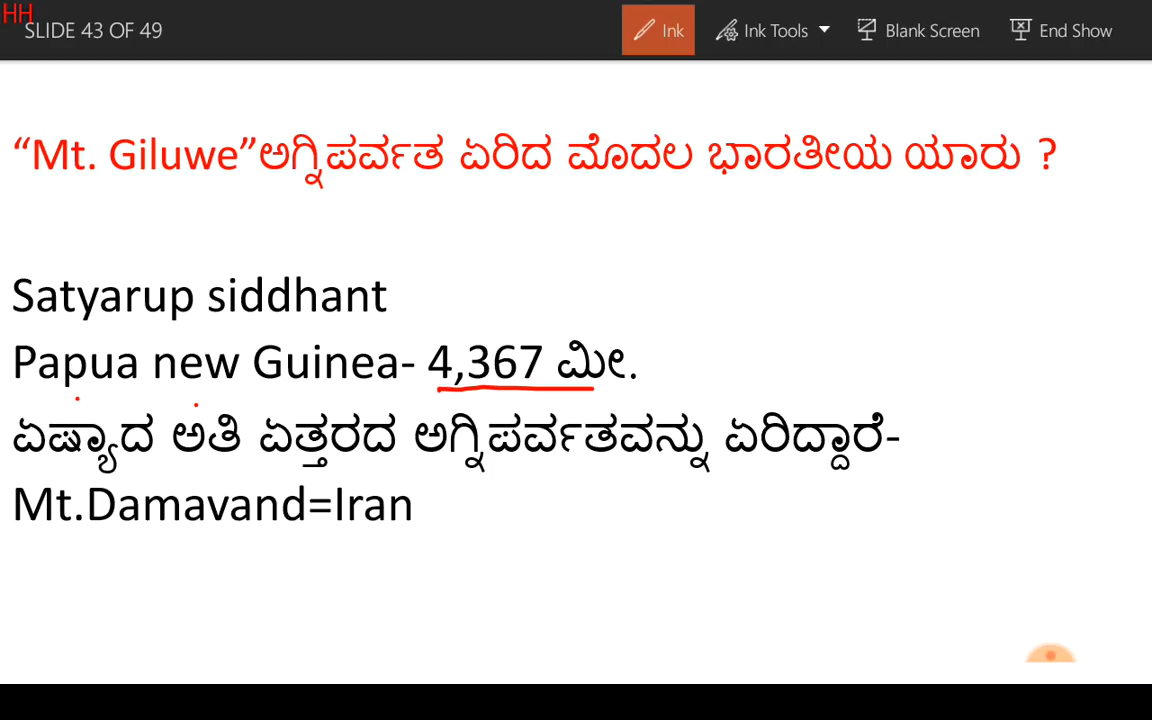 HH
SLIDE 43 OF 49
Ink
Ink Tools
Blank Screen
End Show
“Mt. Giluwe”ಅಗ್ನಿಪರ್ವತ ಏರಿದ ಮೊದಲ ಭಾರತೀಯ ಯಾರು ?
Satyarup siddhant
Papua new Guinea- 4,367 ಮೀ.
ಏಷ್ಯಾದ ಅತಿ ಏತ್ತರದ ಅಗ್ನಿಪರ್ವತವನ್ನು ಏರಿದ್ದಾರೆ-
Mt.Damavand=Iran